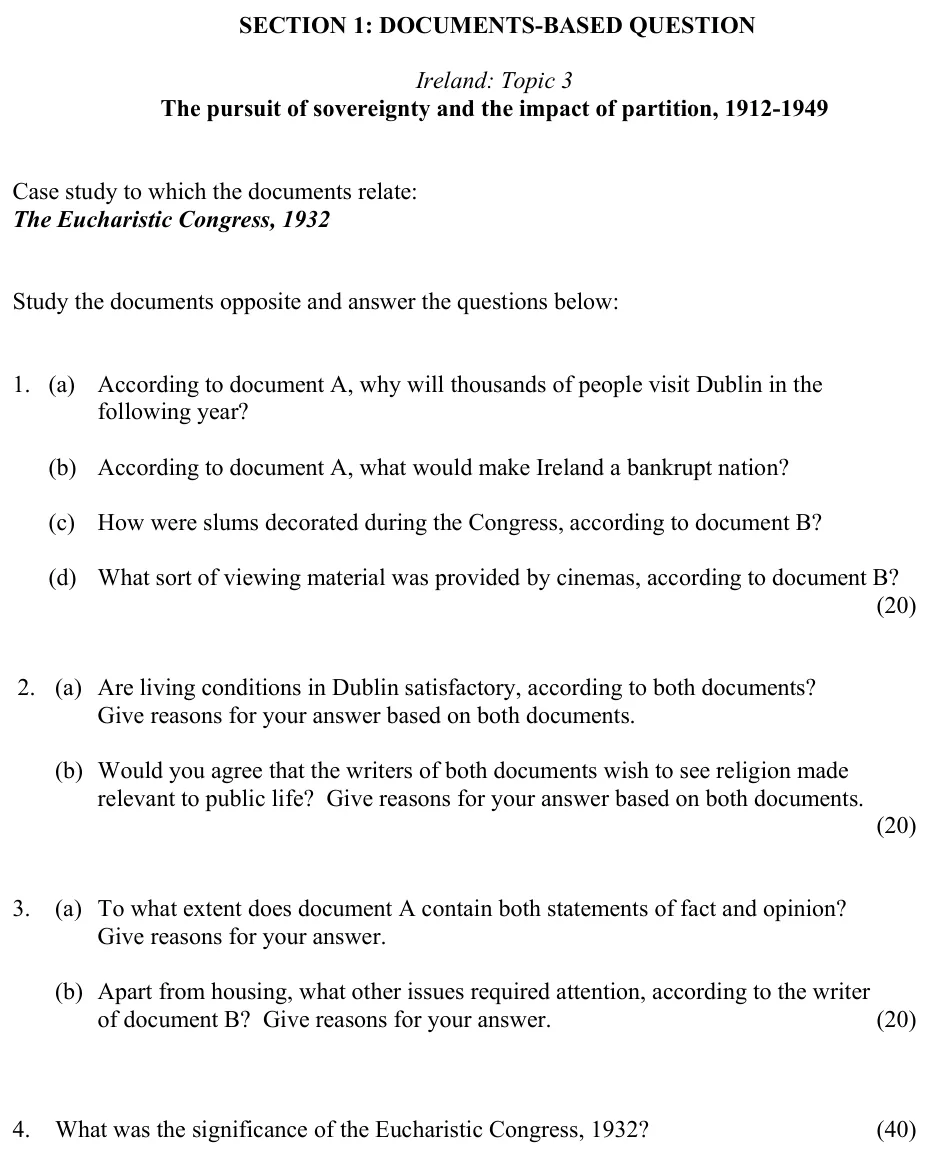 SECTION 1: DOCUMENTS-BASED QUESTION
Ireland: Topic 3
The pursuit of sovereignty and the impact of partition, 1912-1949
Case study to which the documents relate:
The Eucharistic Congress, 1932
Study the documents opposite and answer the questions below:
1. (a) According to document A, why will thousands of people visit Dublin in the
following year?
(b) According to document A, what would make Ireland a bankrupt nation?
(c) How were slums decorated during the Congress, according to document B?
(d) What sort of viewing material was provided by cinemas, according to document B?
(20)
2. (a) Are living conditions in Dublin satisfactory, according to both documents?
Give reasons for your answer based on both documents.
(b) Would you agree that the writers of both documents wish to see religion made
relevant to public life? Give reasons for your answer based on both documents.
(20)
3. (a) To what extent does document A contain both statements of fact and opinion?
Give reasons for your answer.
(b) Apart from housing, what other issues required attention, according to the writer
of document B? Give reasons for your answer. (20)
4. What was the significance of the Eucharistic Congress, 1932? (40)